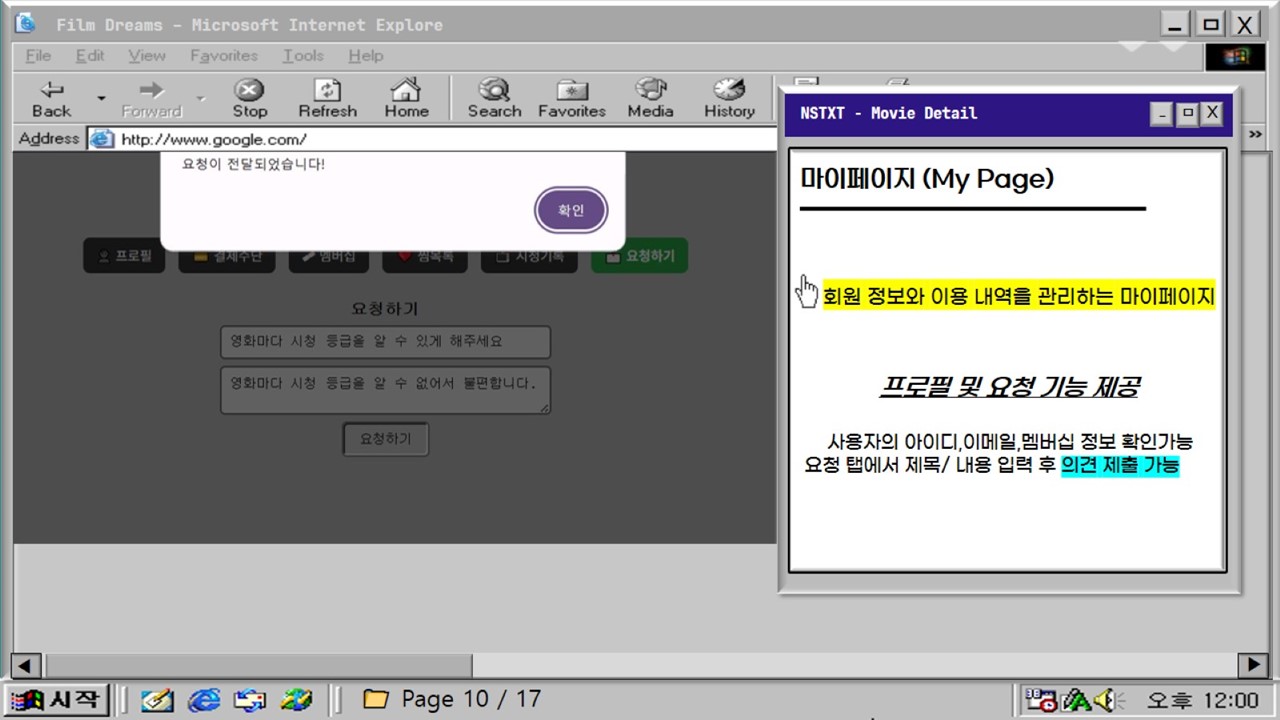 Film Dreams - Microsoft Internet Explore
File Edit View Favorites Tools Help
Back Forward Stop Refresh Home Search Favorites Media History
Address http://www.google.com/
요청이 전달되었습니다!
확인
프로필 결제수단 멤버십 찜목록 시청기록 요청하기
요청하기
영화마다 시청 등급을 알 수 있게 해주세요
영화마다 시청 등급을 알 수 없어서 불편합니다.
요청하기
NSTXT - Movie Detail
마이페이지 (My Page)
회원 정보와 이용 내역을 관리하는 마이페이지
프로필 및 요청 기능 제공
사용자의 아이디,이메일,멤버십 정보 확인가능
요청 탭에서 제목/ 내용 입력 후 의견 제출 가능
시작 Page 10 / 17 오후 12:00